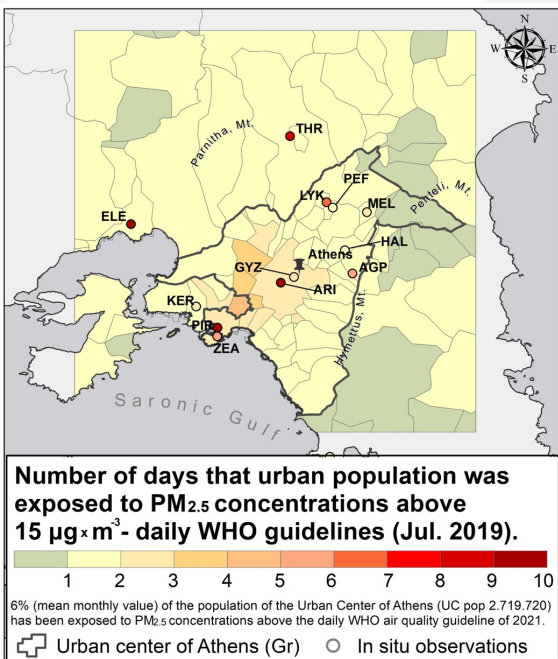 N
W E
S
THR
Parnitha, Mt.
PEF
LYK
MEL
Penteli, Mt.
ELE
HAL
Athens
GYZ
AGP
ARI
KER
Hymettus, Mt.
PIR
ZEA
Saronic Gulf
Number of days that urban population was
exposed to PM2.5 concentrations above
15 µg×m-3- daily WHO guidelines (Jul. 2019).
1 2 3 4 5 6 7 8 9 10
6% (mean monthly value) of the population of the Urban Center of Athens (UC pop 2.719.720)
has been exposed to PM2.5 concentrations above the daily WHO air quality guideline of 2021.
Urban center of Athens (Gr) In situ observations